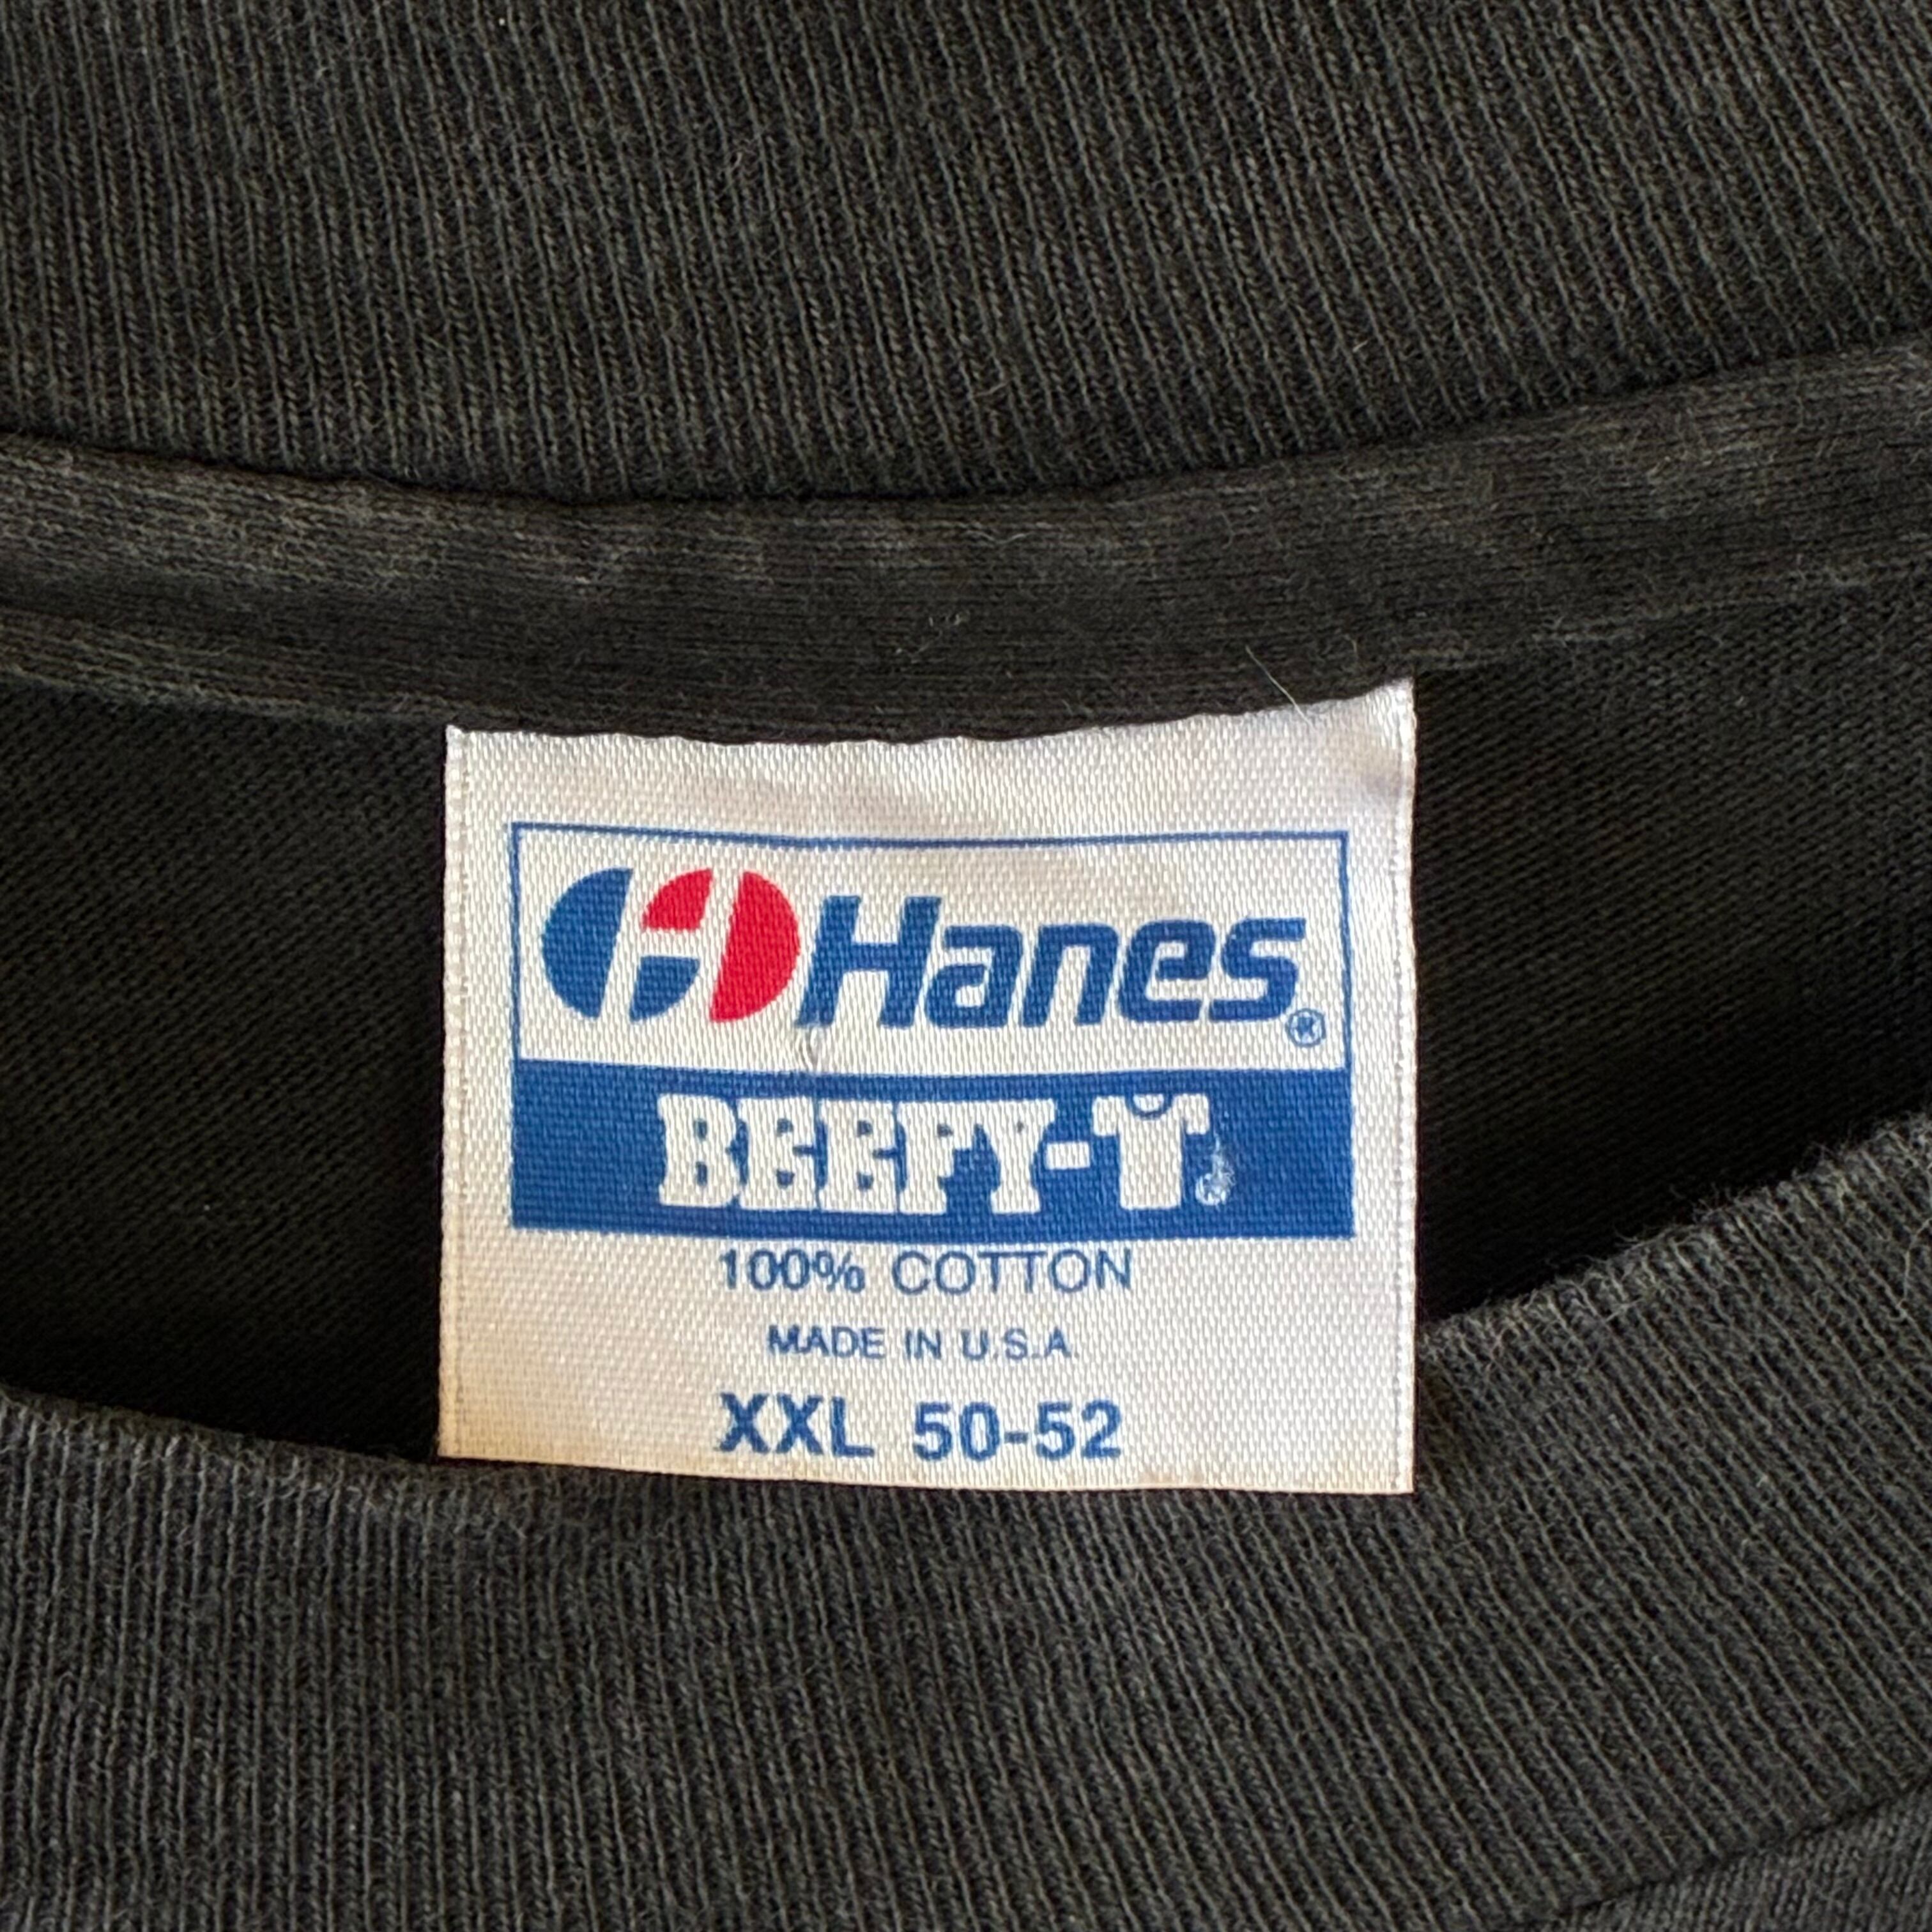 Hanes®
BEEFY-T®
100% COTTON
MADE IN U.S.A
XXL 50-52